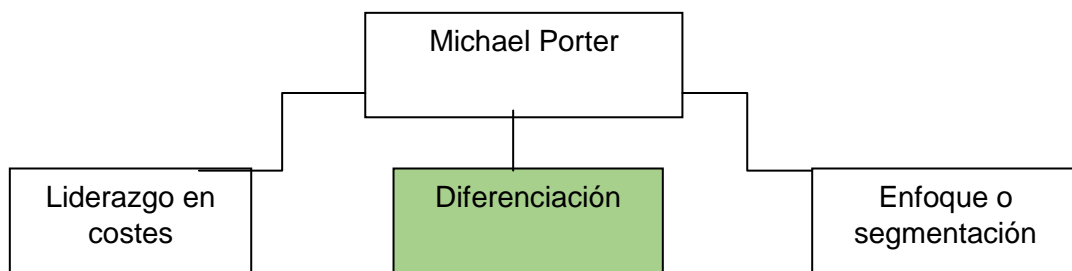 Michael Porter
Liderazgo en
costes
Diferenciación
Enfoque o
segmentación